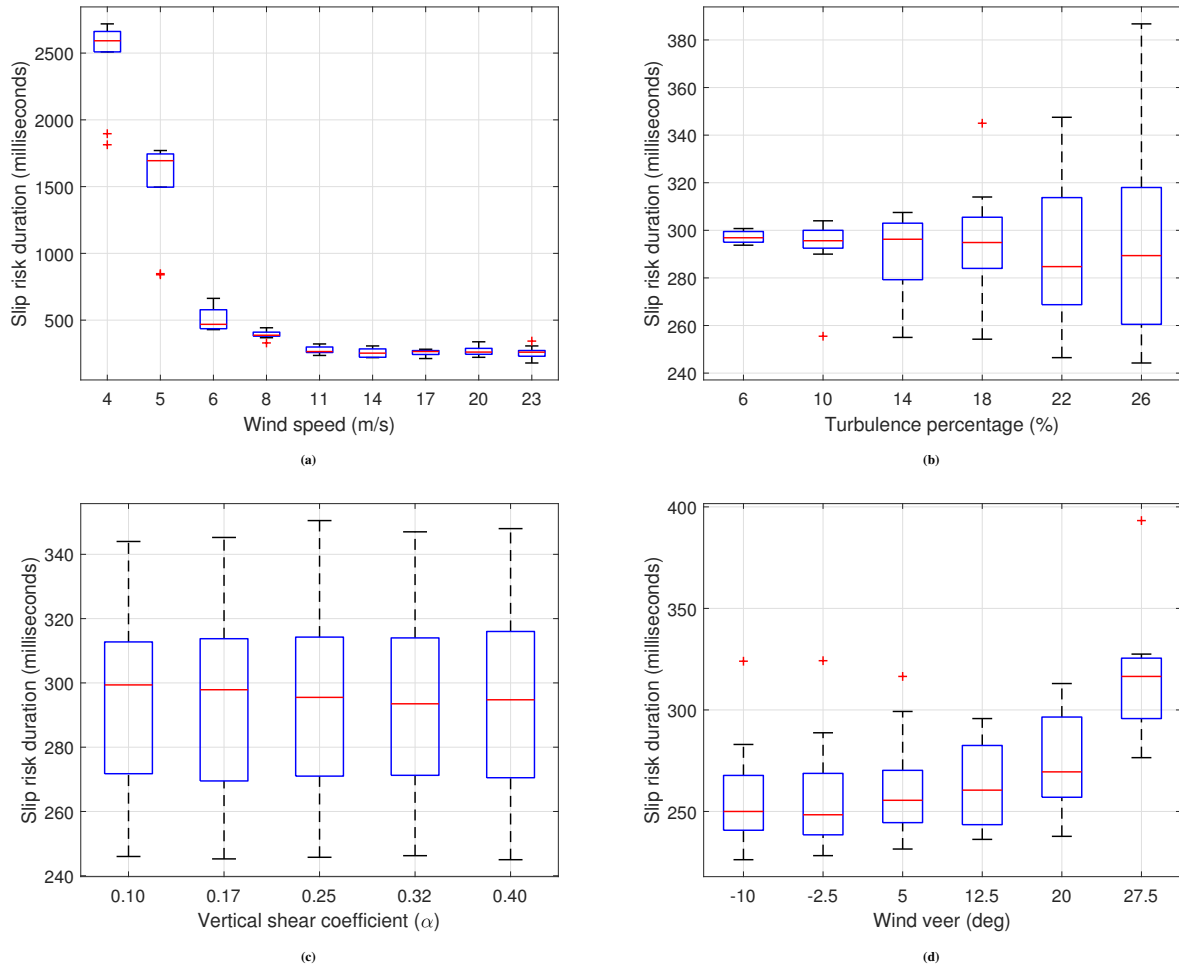 Slip risk duration (milliseconds)
2500
2000
1500
1000
500
4 5 6 8 11 14 17 20 23
Wind speed (m/s)
(a)
Slip risk duration (milliseconds)
380
360
340
320
300
280
260
240
6 10 14 18 22 26
Turbulence percentage (%)
(b)
Slip risk duration (milliseconds)
340
320
300
280
260
240
0.10 0.17 0.25 0.32 0.40
Vertical shear coefficient (α)
(c)
Slip risk duration (milliseconds)
400
350
300
250
-10 -2.5 5 12.5 20 27.5
Wind veer (deg)
(d)